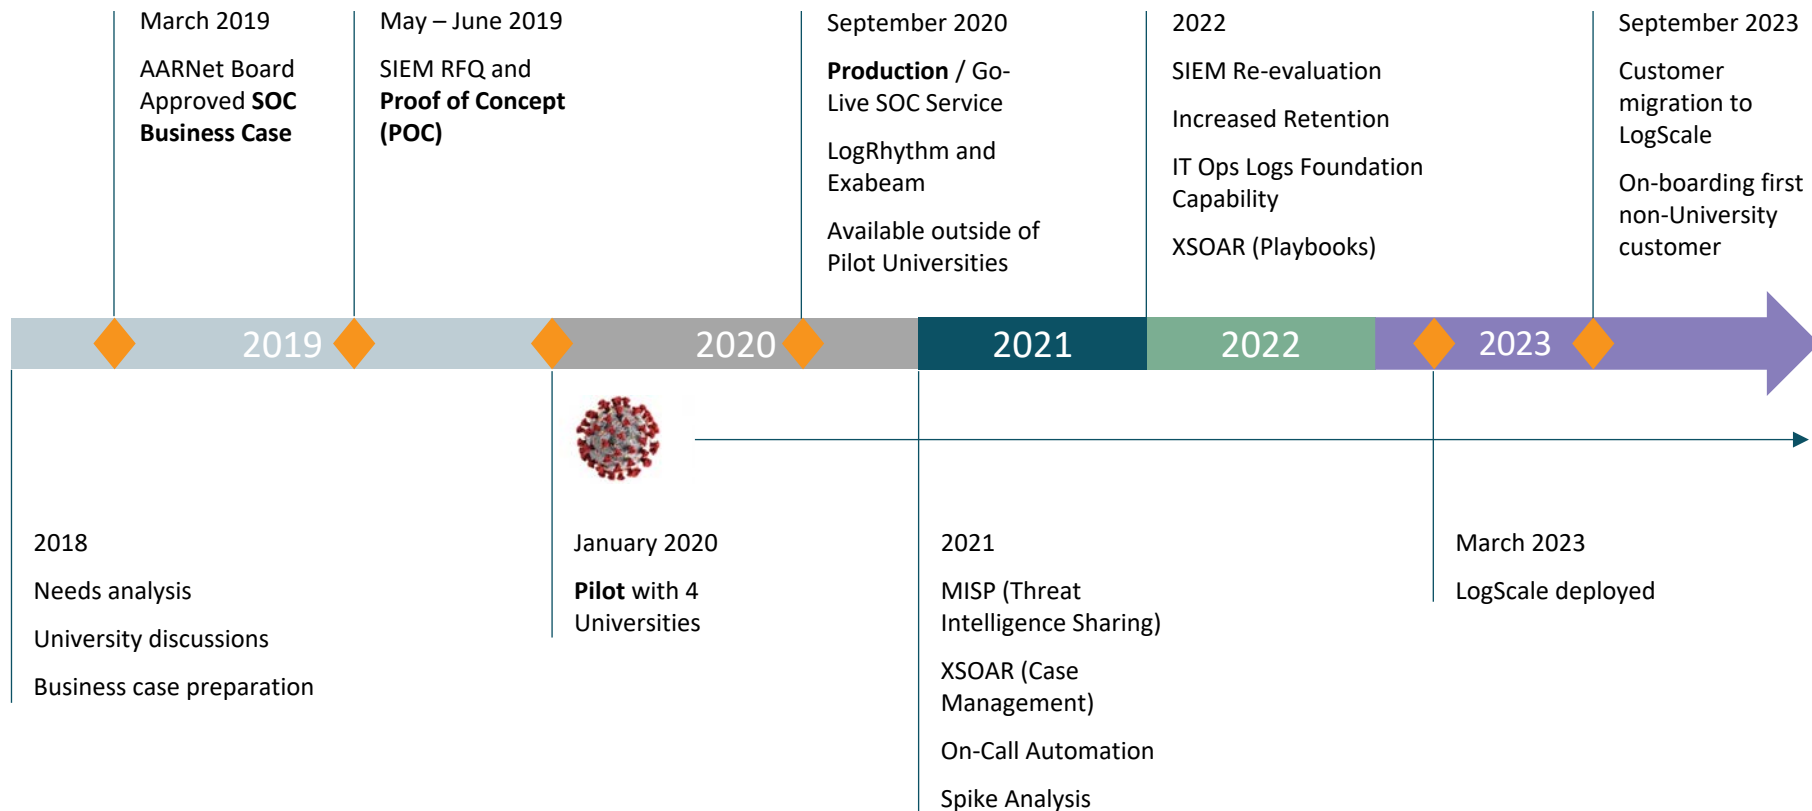 March 2019
AARNet Board
Approved SOC
Business Case
May – June 2019
SIEM RFQ and
Proof of Concept
(POC)
September 2020
Production / Go-
Live SOC Service
LogRhythm and
Exabeam
Available outside of
Pilot Universities
2022
SIEM Re-evaluation
Increased Retention
IT Ops Logs Foundation
Capability
XSOAR (Playbooks)
September 2023
Customer
migration to
LogScale
On-boarding first
non-University
customer
2019
2020
2021
2022
2023
2018
Needs analysis
University discussions
Business case preparation
January 2020
Pilot with 4
Universities
2021
MISP (Threat
Intelligence Sharing)
XSOAR (Case
Management)
On-Call Automation
Spike Analysis
March 2023
LogScale deployed